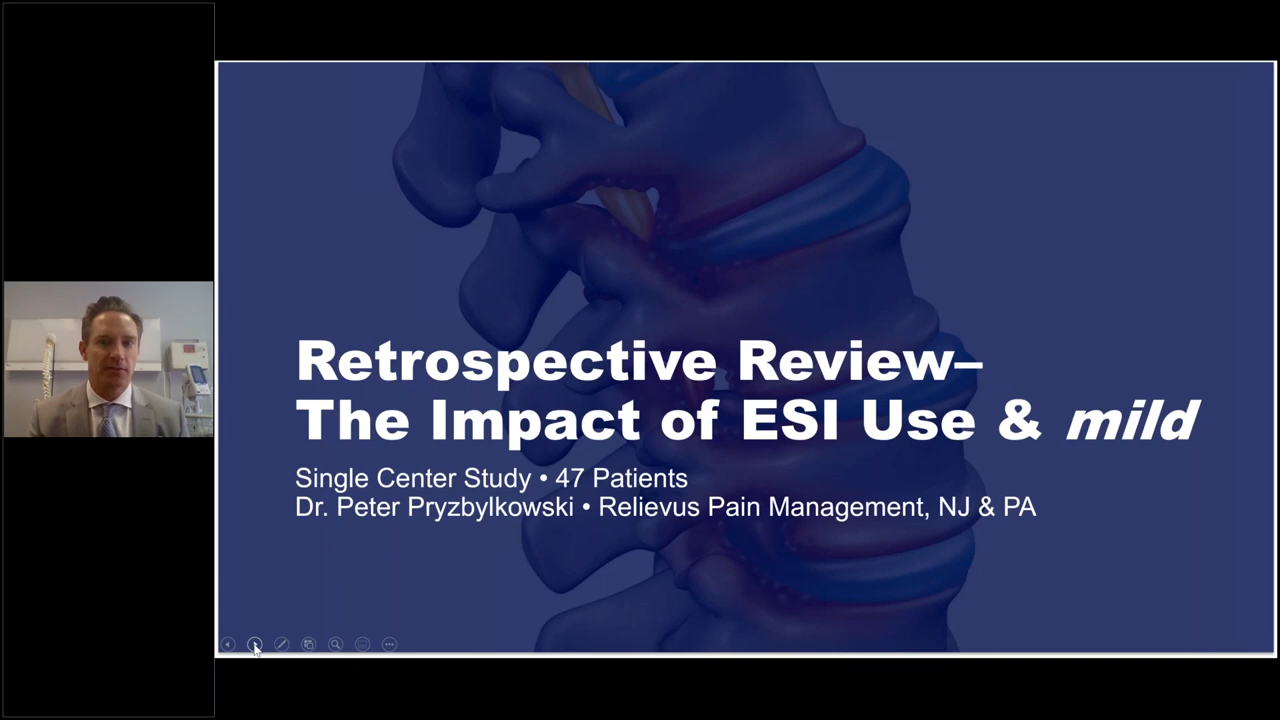 Retrospective Review–
The Impact of ESI Use & mild
Single Center Study • 47 Patients
Dr. Peter Pryzbylkowski • Relievus Pain Management, NJ & PA